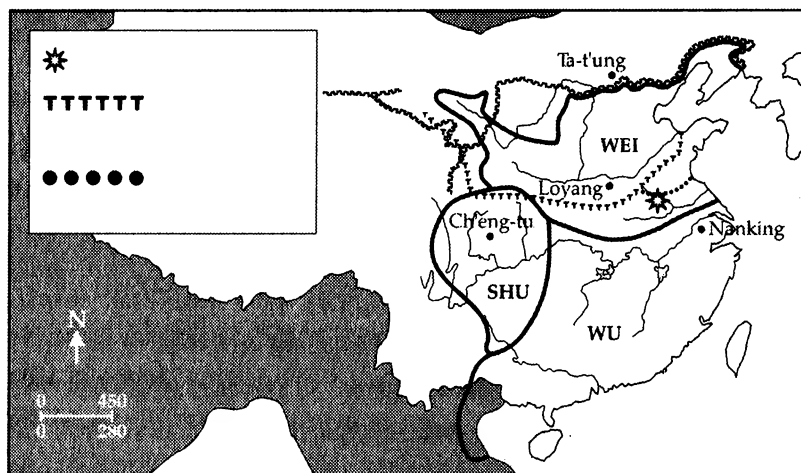 Ta-t'ung
WEI
Loyang
Ch'eng-tu
Nanking
SHU
WU
N
0 450
0 280